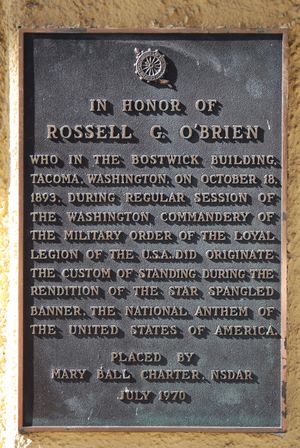 IN HONOR OF
ROSSELL G. O'BRIEN
WHO IN THE BOSTWICK BUILDING,
TACOMA, WASHINGTON, ON OCTOBER 18,
1893, DURING REGULAR SESSION OF
THE WASHINGTON COMMANDERY OF
THE MILITARY ORDER OF THE LOYAL
LEGION OF THE U.S.A. DID ORIGINATE
THE CUSTOM OF STANDING DURING THE
RENDITION OF THE STAR SPANGLED
BANNER, THE NATIONAL ANTHEM OF
THE UNITED STATES OF AMERICA.
PLACED BY
MARY BALL CHARTER, NSDAR
JULY 1970